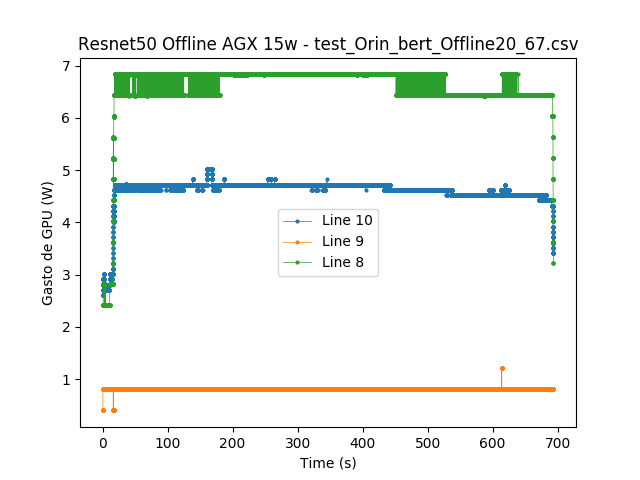 Resnet50 Offline AGX 15w - test_Orin_bert_Offline20_67.csv
7
6
5
4
3
2
1
Gasto de GPU (W)
Line 10
Line 9
Line 8
0 100 200 300 400 500 600 700
Time (s)